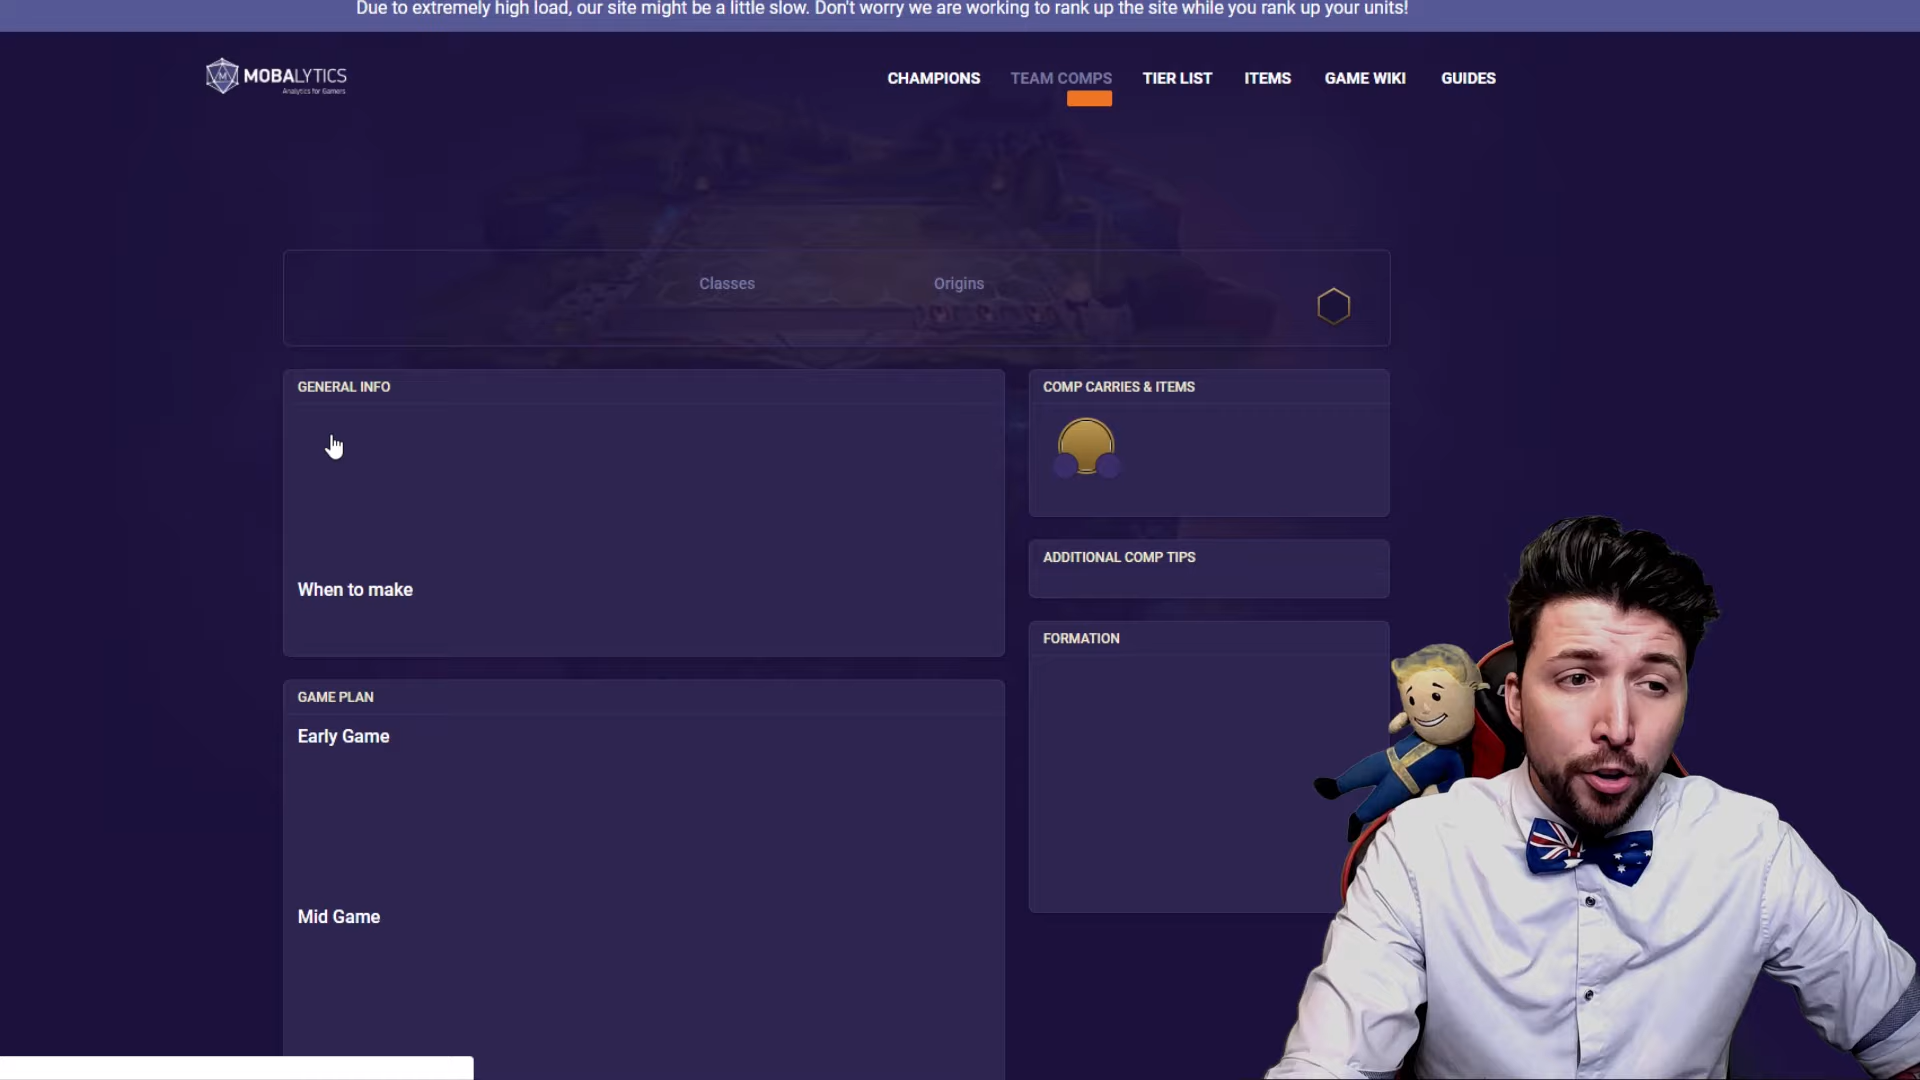 Due to extremely high load, our site might be a little slow. Don't worry we are working to rank up the site while you rank up your units!
MOBALYTICS
Analytics for Gamers
CHAMPIONS TEAM COMPS TIER LIST ITEMS GAME WIKI GUIDES
Classes Origins
GENERAL INFO
When to make
GAME PLAN
Early Game
Mid Game
COMP CARRIES & ITEMS
ADDITIONAL COMP TIPS
FORMATION